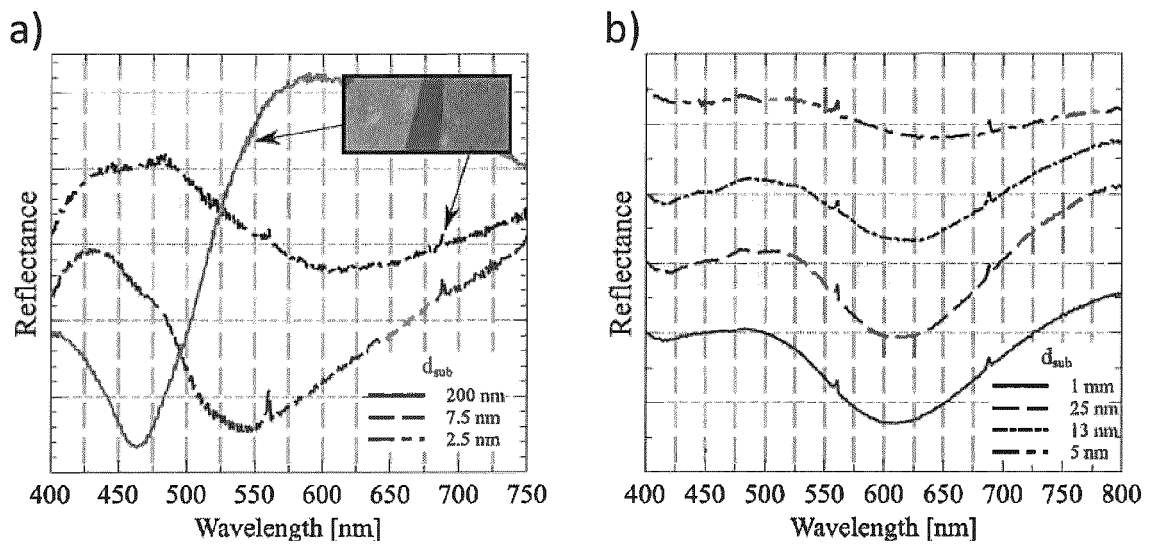 a)
Reflectance
d_sub
200 nm
7.5 nm
2.5 nm
400 450 500 550 600 650 700 750
Wavelength [nm]
b)
Reflectance
d_sub
1 mm
25 nm
13 nm
5 nm
400 450 500 550 600 650 700 750 800
Wavelength [nm]